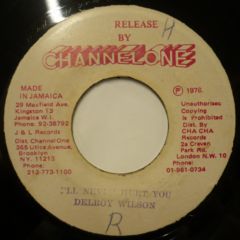 RELEASE
BY
H
CHANNELONE
MADE
IN JAMAICA
29 Maxfield Ave,
Kingston 13
Jamaica W.I.
Phone: 92-38792
J & L Records
Dist. Channel One
365 Utica Avenue,
Brooklyn
NY. 11213
Phone:
212-773-1100
℗ 1976.
Unauthorised
Copying
Is Prohibited
Dist. By
CHA CHA
Records
2a Craven
Park Rd.
London N.W. 10
Phone
01-961-0734
I'LL NEVER HURT YOU
DELROY WILSON
R